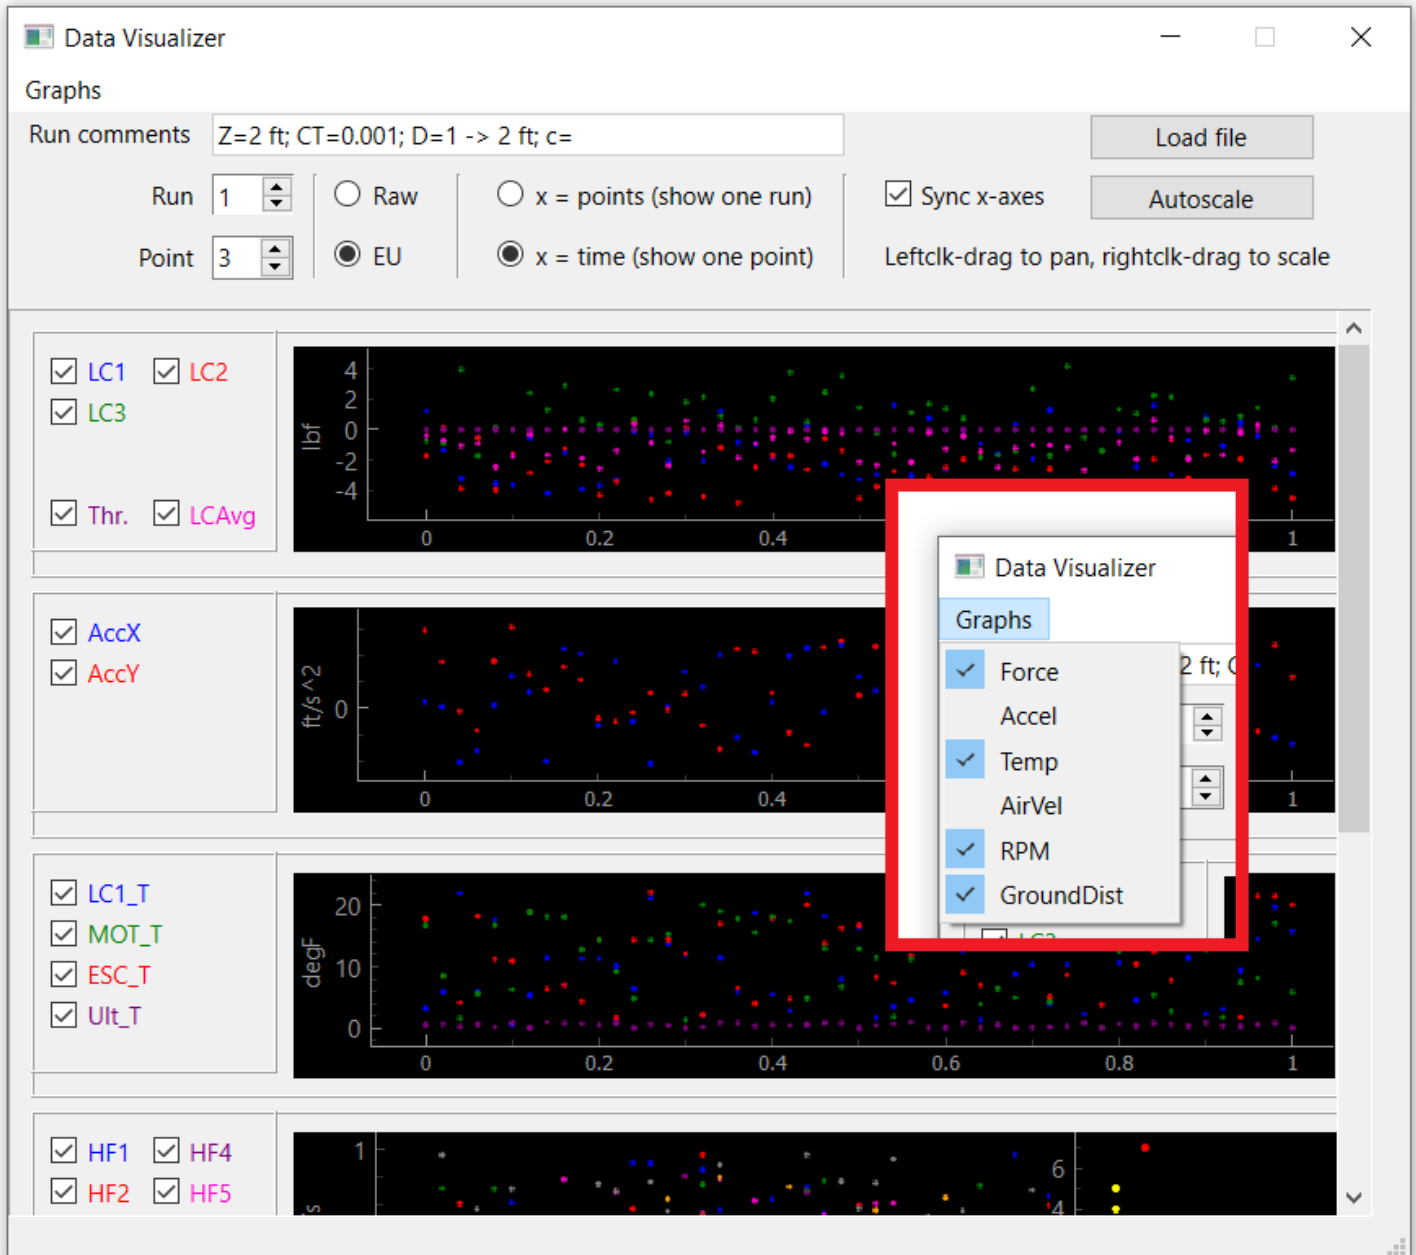 Data Visualizer
Graphs
Run comments Z=2 ft; CT=0.001; D=1 -> 2 ft; c= Load file
Run 1 Raw x = points (show one run) Sync x-axes Autoscale
Point 3 EU x = time (show one point) Leftclk-drag to pan, rightclk-drag to scale
LC1 LC2
LC3
Thr. LCAvg
lbf
4
2
0
-2
-4
0 0.2 0.4 1
AccX
AccY
ft/s^2
0
0 0.2 0.4 1
Data Visualizer
Graphs
Force
2 ft;
Accel
Temp
AirVel
RPM
GroundDist
LC1_T
MOT_T
ESC_T
Ult_T
degF
20
10
0
0 0.2 0.4 0.6 0.8 1
HF1 HF4
HF2 HF5
1
6
4